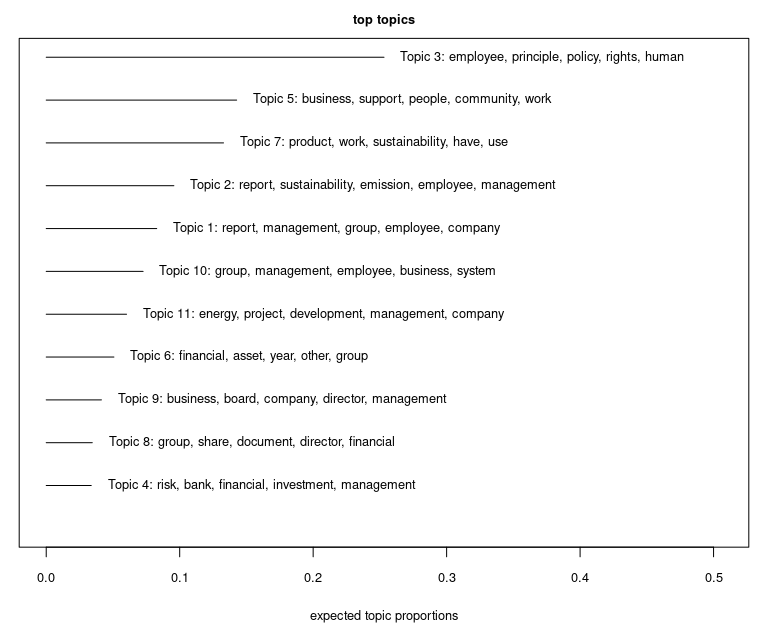 top topics
Topic 3: employee, principle, policy, rights, human
Topic 5: business, support, people, community, work
Topic 7: product, work, sustainability, have, use
Topic 2: report, sustainability, emission, employee, management
Topic 1: report, management, group, employee, company
Topic 10: group, management, employee, business, system
Topic 11: energy, project, development, management, company
Topic 6: financial, asset, year, other, group
Topic 9: business, board, company, director, management
Topic 8: group, share, document, director, financial
Topic 4: risk, bank, financial, investment, management
0.0 0.1 0.2 0.3 0.4 0.5
expected topic proportions